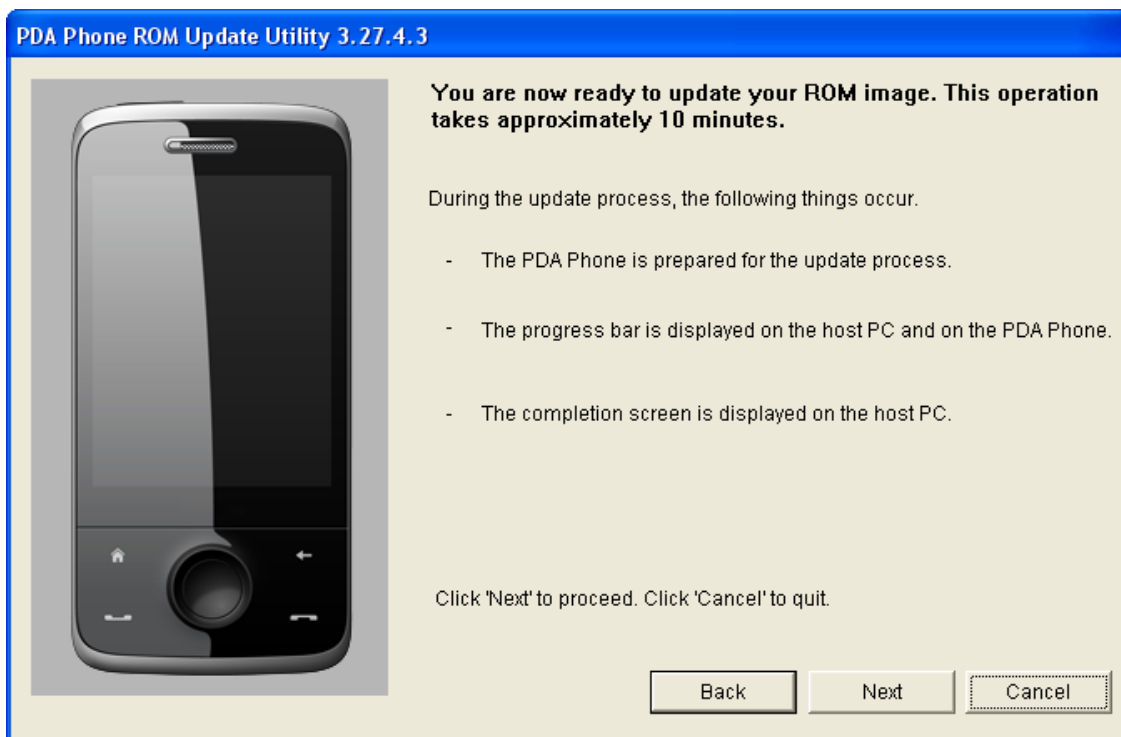 PDA Phone ROM Update Utility 3.27.4.3
You are now ready to update your ROM image. This operation
takes approximately 10 minutes.
During the update process, the following things occur.
- The PDA Phone is prepared for the update process.
- The progress bar is displayed on the host PC and on the PDA Phone.
- The completion screen is displayed on the host PC.
Click 'Next' to proceed. Click 'Cancel' to quit.
Back Next Cancel